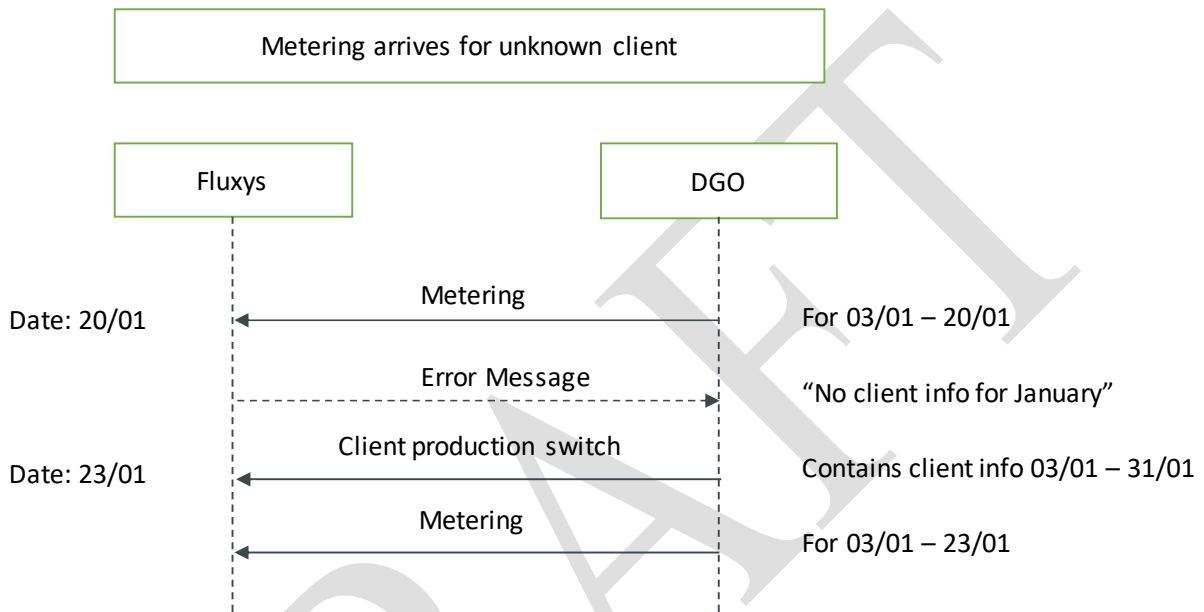 Metering arrives for unknown client
Fluxys
DGO
Metering
Date: 20/01
For 03/01 – 20/01
Error Message
“No client info for January”
Client production switch
Date: 23/01
Contains client info 03/01 – 31/01
Metering
For 03/01 – 23/01
DRAFT